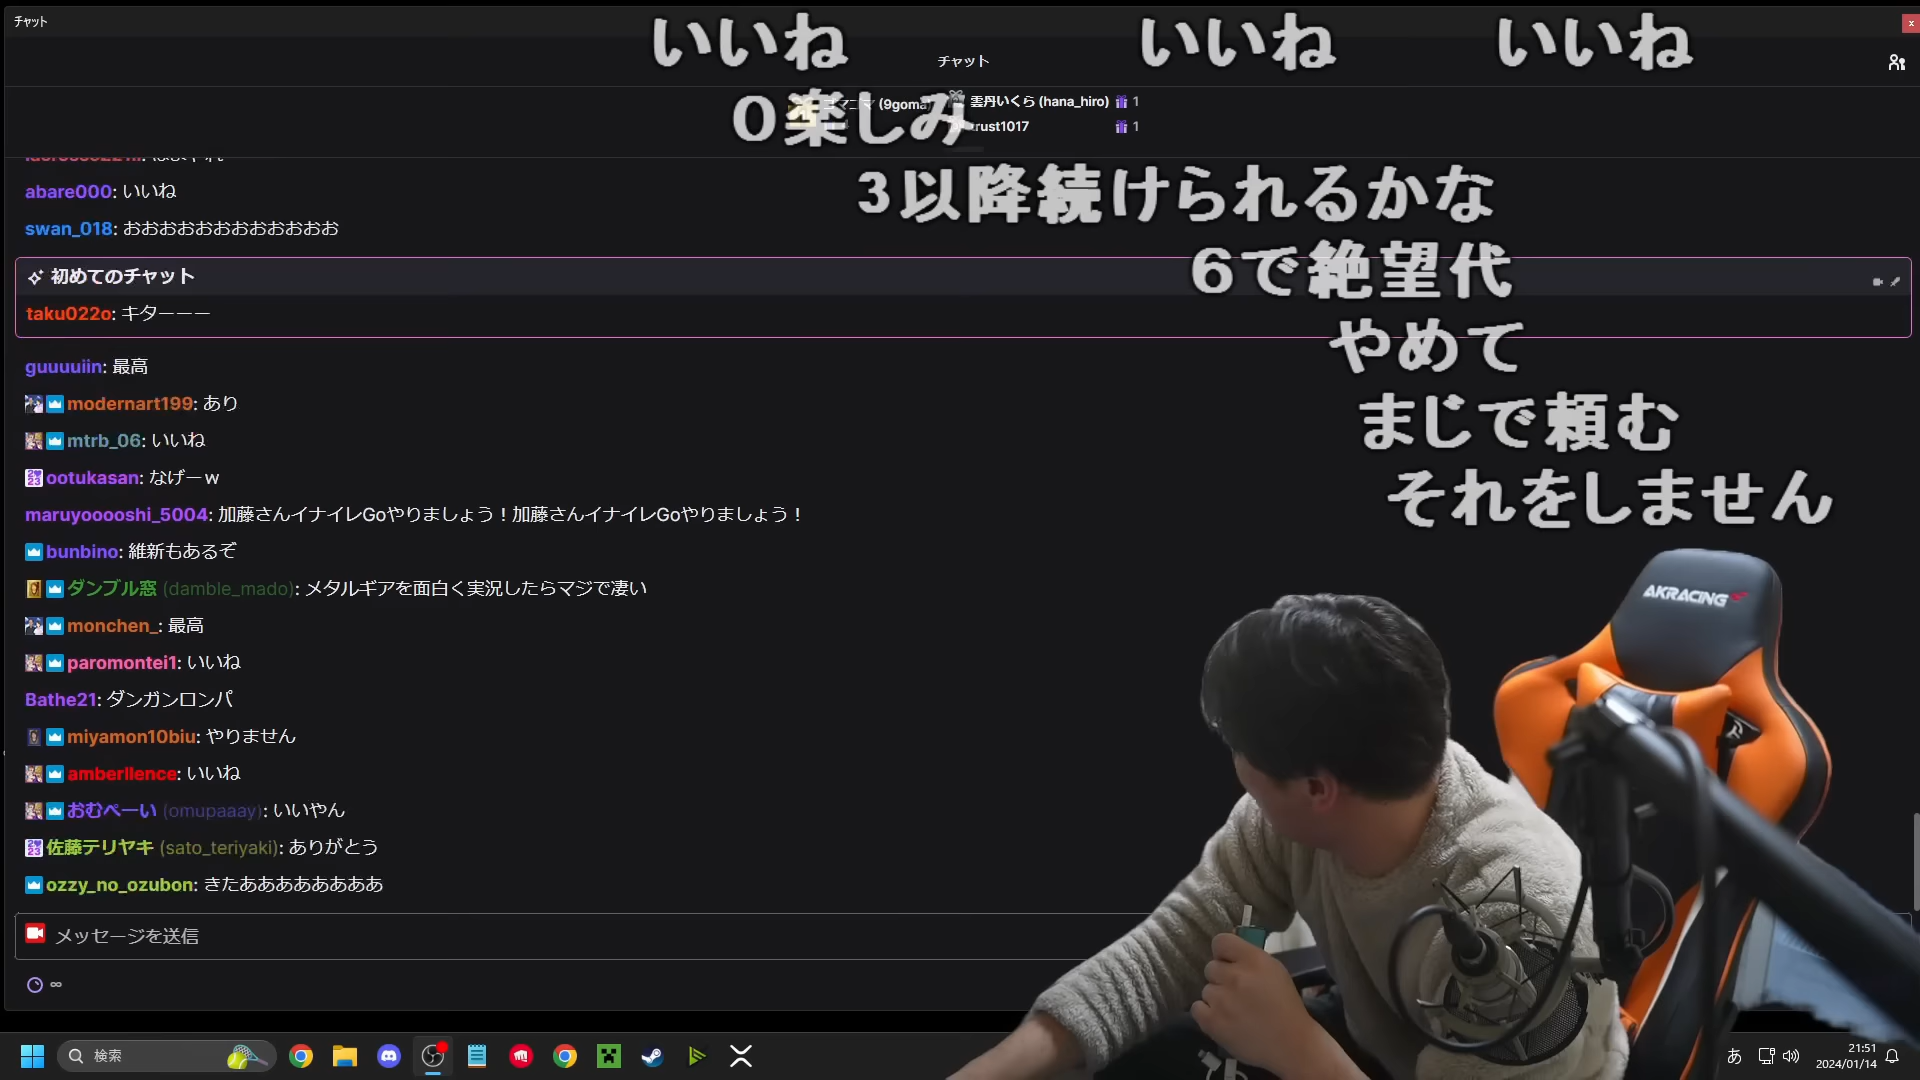 チャット
x
いいね いいね いいね
チャット
(9goma 雲丹いくら (hana_hiro) 1
0楽しみ rust1017 1
3以降続けられるかな
6で絶望代
やめて
まじで頼む
それをしません
abare000: いいね
swan_018: おおおおおおおおおおおお
初めてのチャット
taku022o: キターーー
guuuuiin: 最高
modernart199: あり
mtrb_06: いいね
ootukasan: なげーw
maruyooooshi_5004: 加藤さんイナイレGoやりましょう！加藤さんイナイレGoやりましょう！
bunbino: 維新もあるぞ
ダンブル窓 (damble_mado): メタルギアを面白く実況したらマジで凄い
monchen_: 最高
paromontei1: いいね
Bathe21: ダンガンロンパ
miyamon10biu: やりません
amberllence: いいね
おむぺーい (omupaaay): いいやん
佐藤テリヤキ (sato_teriyaki): ありがとう
ozzy_no_ozubon: きたああああああああ
メッセージを送信
∞
AKRACING
検索
あ
21:51
2024/01/14